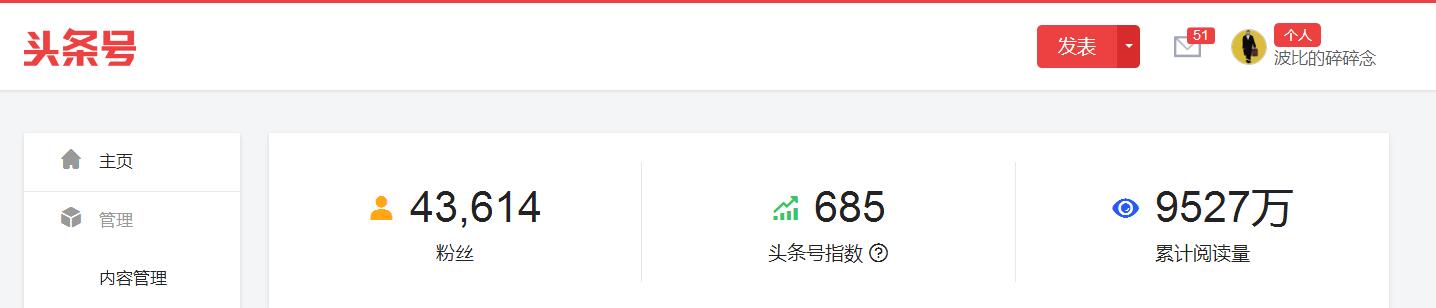 头条号
发表
51
个人
波比的碎碎念
主页
管理
内容管理
43,614
粉丝
685
头条号指数
9527万
累计阅读量